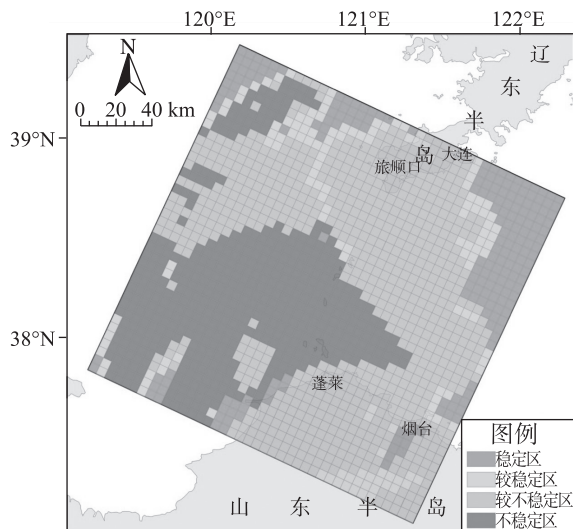 120°E
121°E
122°E
N
0 20 40 km
39°N
38°N
辽
东
半
岛
大连
旅顺口
蓬莱
烟台
山 东 半 岛
图例
稳定区
较稳定区
较不稳定区
不稳定区